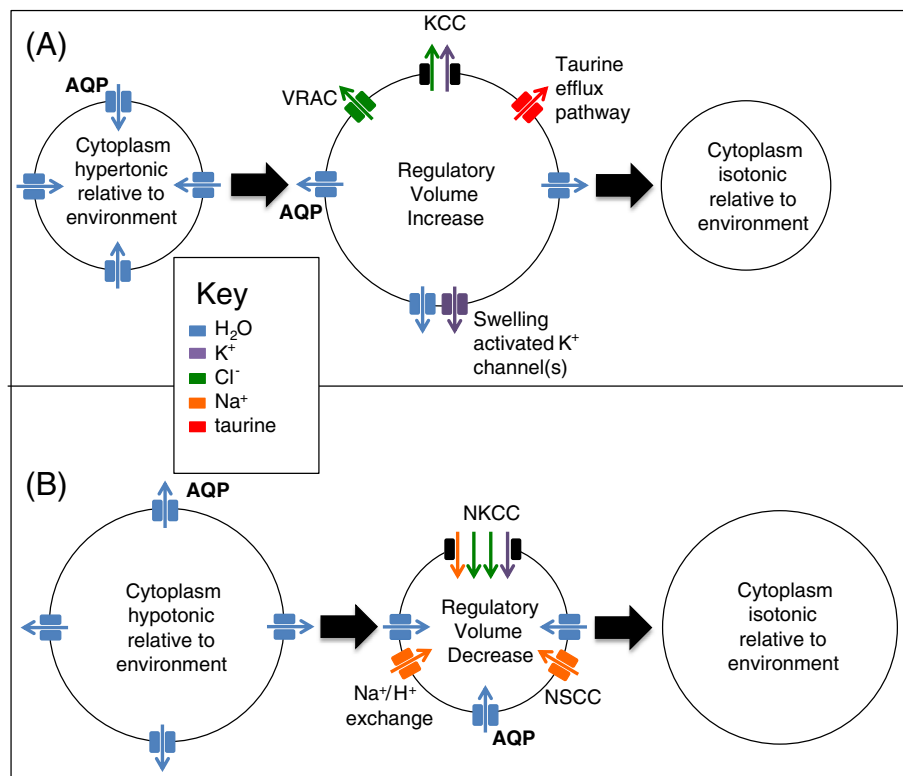 (A)
AQP
Cytoplasm
hypertonic
relative to
environment
KCC
VRAC
Taurine
efflux
pathway
AQP
Regulatory
Volume
Increase
Swelling
activated K⁺
channel(s)
Cytoplasm
isotonic
relative to
environment
Key
H₂O
K⁺
Cl⁻
Na⁺
taurine
(B)
AQP
Cytoplasm
hypotonic
relative to
environment
NKCC
Regulatory
Volume
Decrease
Na⁺/H⁺
exchange
NSCC
AQP
Cytoplasm
isotonic
relative to
environment